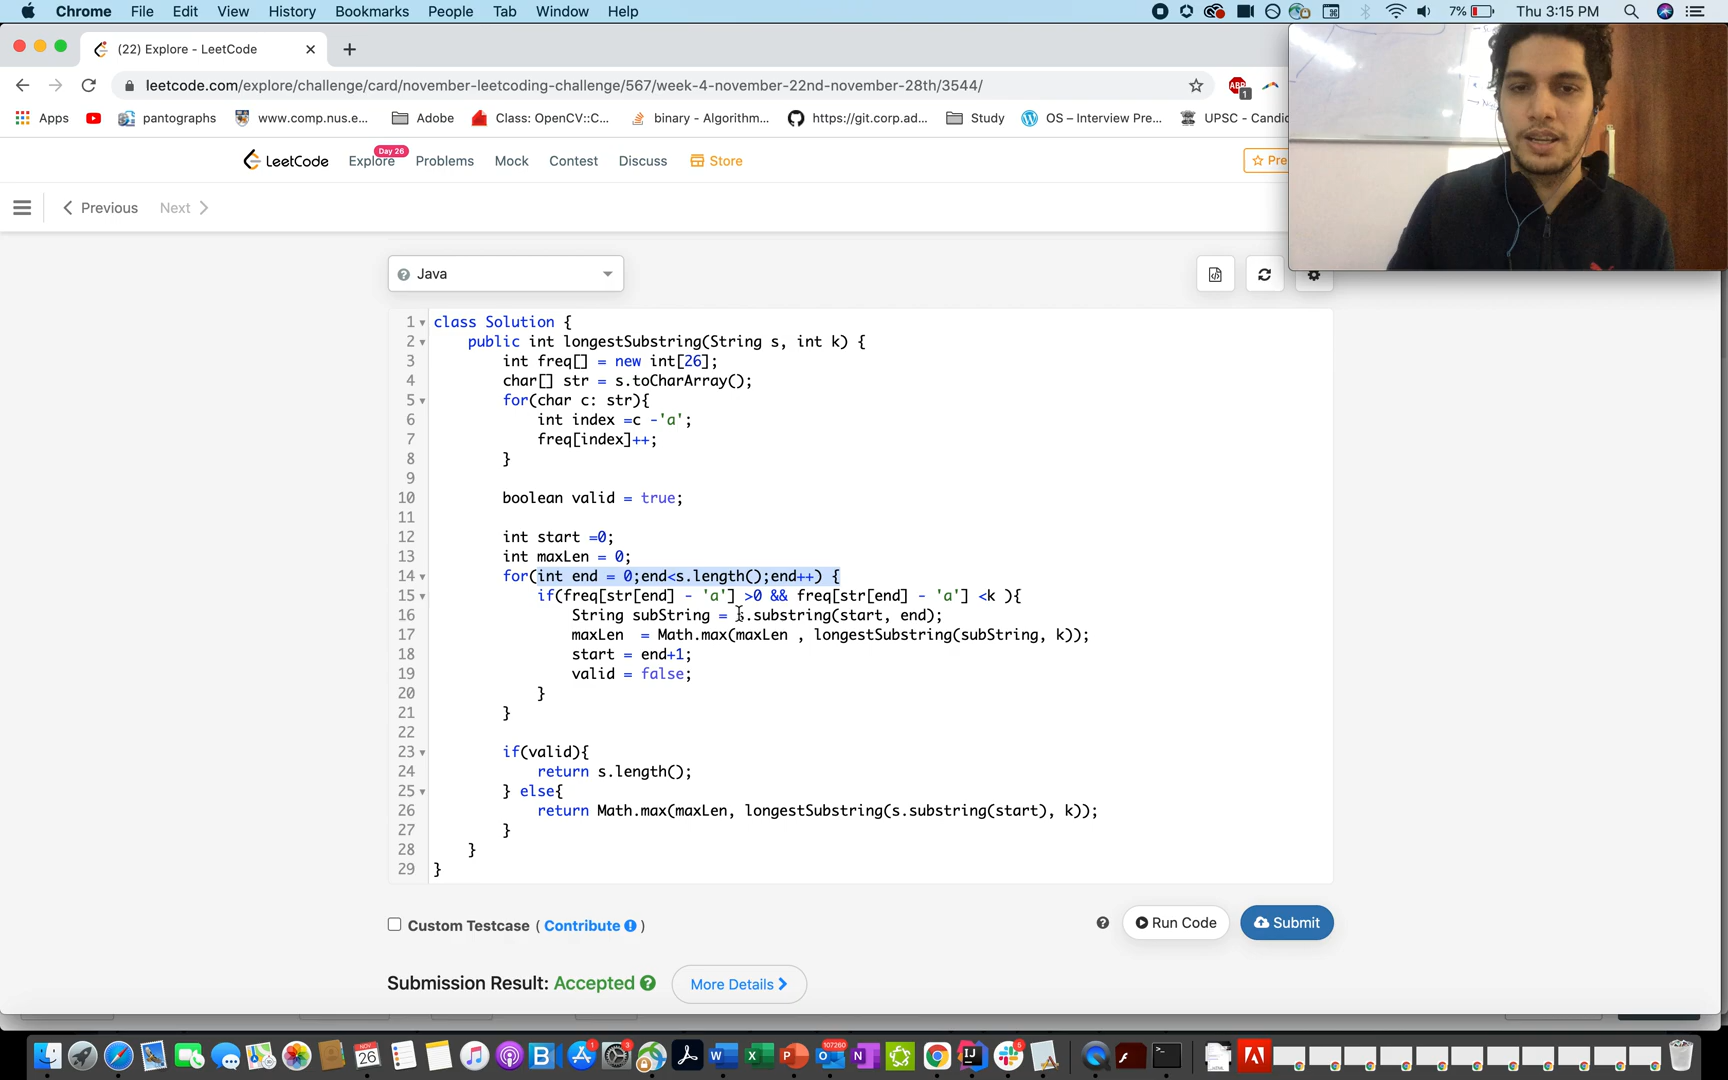 Chrome File Edit View History Bookmarks People Tab Window Help 7% Thu 3:15 PM
(22) Explore - LeetCode
leetcode.com/explore/challenge/card/november-leetcoding-challenge/567/week-4-november-22nd-november-28th/3544/
ABP 1
Apps pantographs www.comp.nus.e... Adobe Class: OpenCV::C... binary - Algorithm... https://git.corp.ad... Study OS – Interview Pre... UPSC - Candic
LeetCode Explore Day 26 Problems Mock Contest Discuss Store Pre
Previous Next
Java
1 class Solution {
2 public int longestSubstring(String s, int k) {
3 int freq[] = new int[26];
4 char[] str = s.toCharArray();
5 for(char c: str){
6 int index =c -'a';
7 freq[index]++;
8 }
9
10 boolean valid = true;
11
12 int start =0;
13 int maxLen = 0;
14 for(int end = 0;end<s.length();end++) {
15 if(freq[str[end] - 'a'] >0 && freq[str[end] - 'a'] <k ){
16 String subString = s.substring(start, end);
17 maxLen = Math.max(maxLen , longestSubstring(subString, k));
18 start = end+1;
19 valid = false;
20 }
21 }
22
23 if(valid){
24 return s.length();
25 } else{
26 return Math.max(maxLen, longestSubstring(s.substring(start), k));
27 }
28 }
29 }
Custom Testcase ( Contribute )
Run Code Submit
Submission Result: Accepted More Details
NOV 26 107260